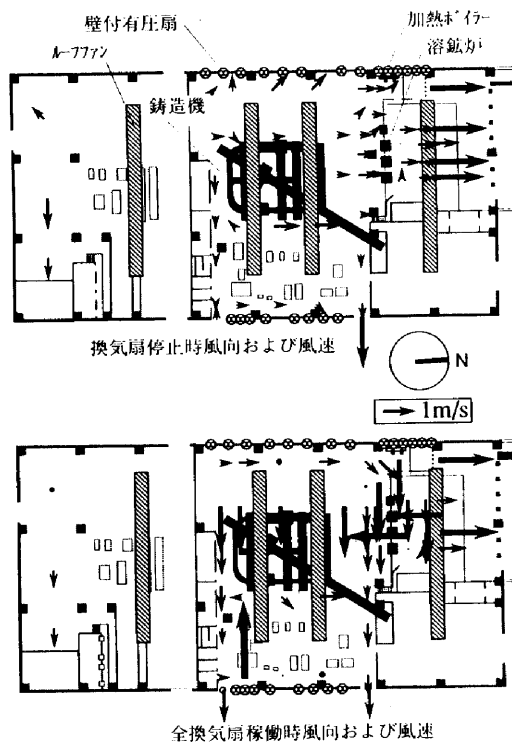 壁付有圧扇
ﾙｰﾌﾌｧﾝ
加熱ﾎﾞｲﾗｰ
溶鉱炉
鋳造機
換気扇停止時風向および風速
N
1m/s
全換気扇稼働時風向および風速